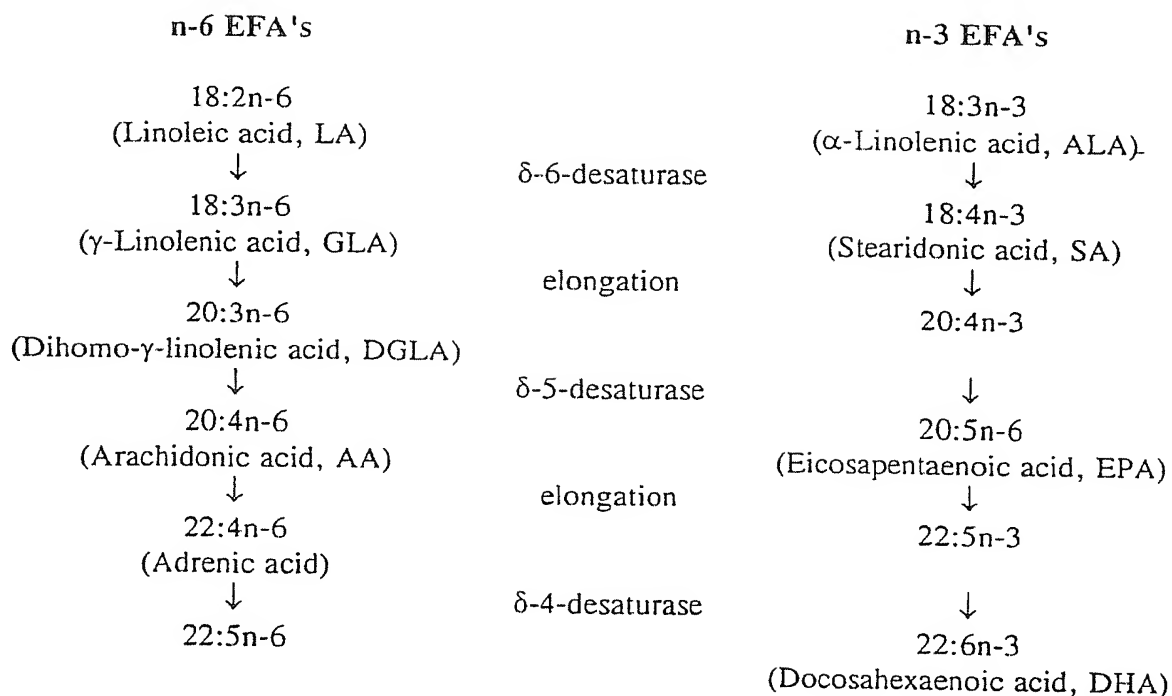 n-6 EFA's
n-3 EFA's
18:2n-6
(Linoleic acid, LA)
18:3n-3
(α-Linolenic acid, ALA)
↓
δ-6-desaturase
↓
18:3n-6
(γ-Linolenic acid, GLA)
18:4n-3
(Stearidonic acid, SA)
↓
elongation
↓
20:3n-6
(Dihomo-γ-linolenic acid, DGLA)
20:4n-3
↓
δ-5-desaturase
↓
20:4n-6
(Arachidonic acid, AA)
20:5n-6
(Eicosapentaenoic acid, EPA)
↓
elongation
↓
22:4n-6
(Adrenic acid)
22:5n-3
↓
δ-4-desaturase
↓
22:5n-6
22:6n-3
(Docosahexaenoic acid, DHA)